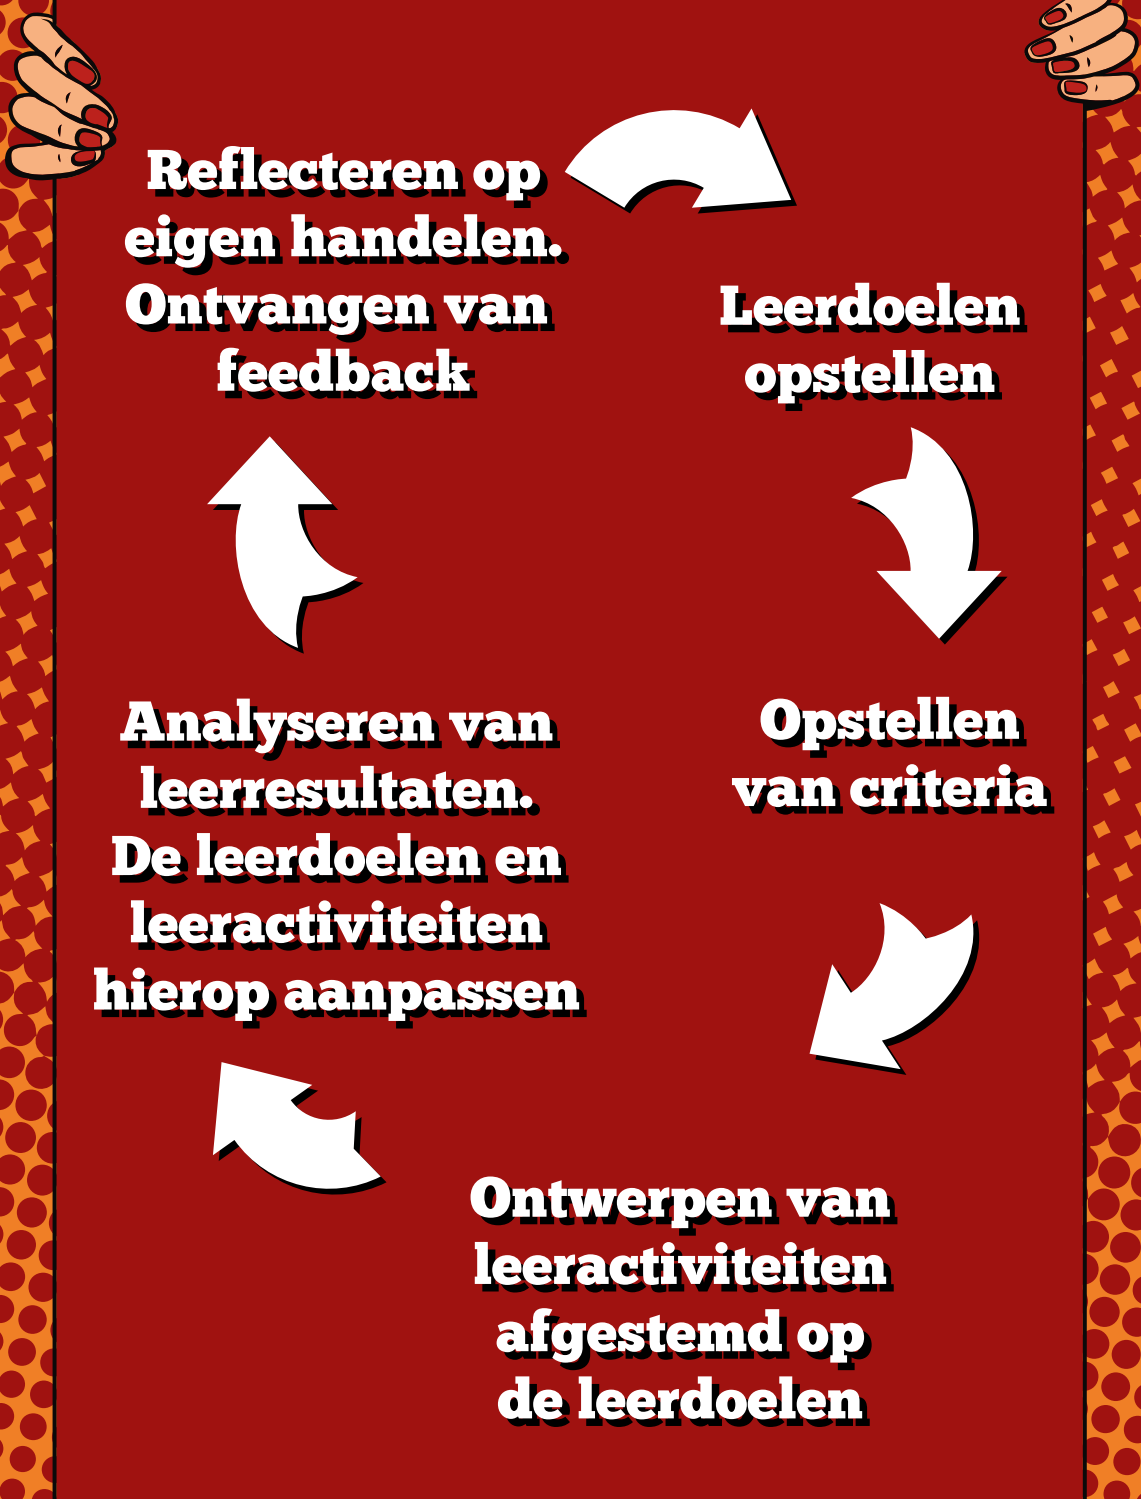 Reflecteren op
eigen handelen.
Ontvangen van
feedback
Leerdoelen
opstellen
Opstellen
van criteria
Analyseren van
leerresultaten.
De leerdoelen en
leeractiviteiten
hierop aanpassen
Ontwerpen van
leeractiviteiten
afgestemd op
de leerdoelen